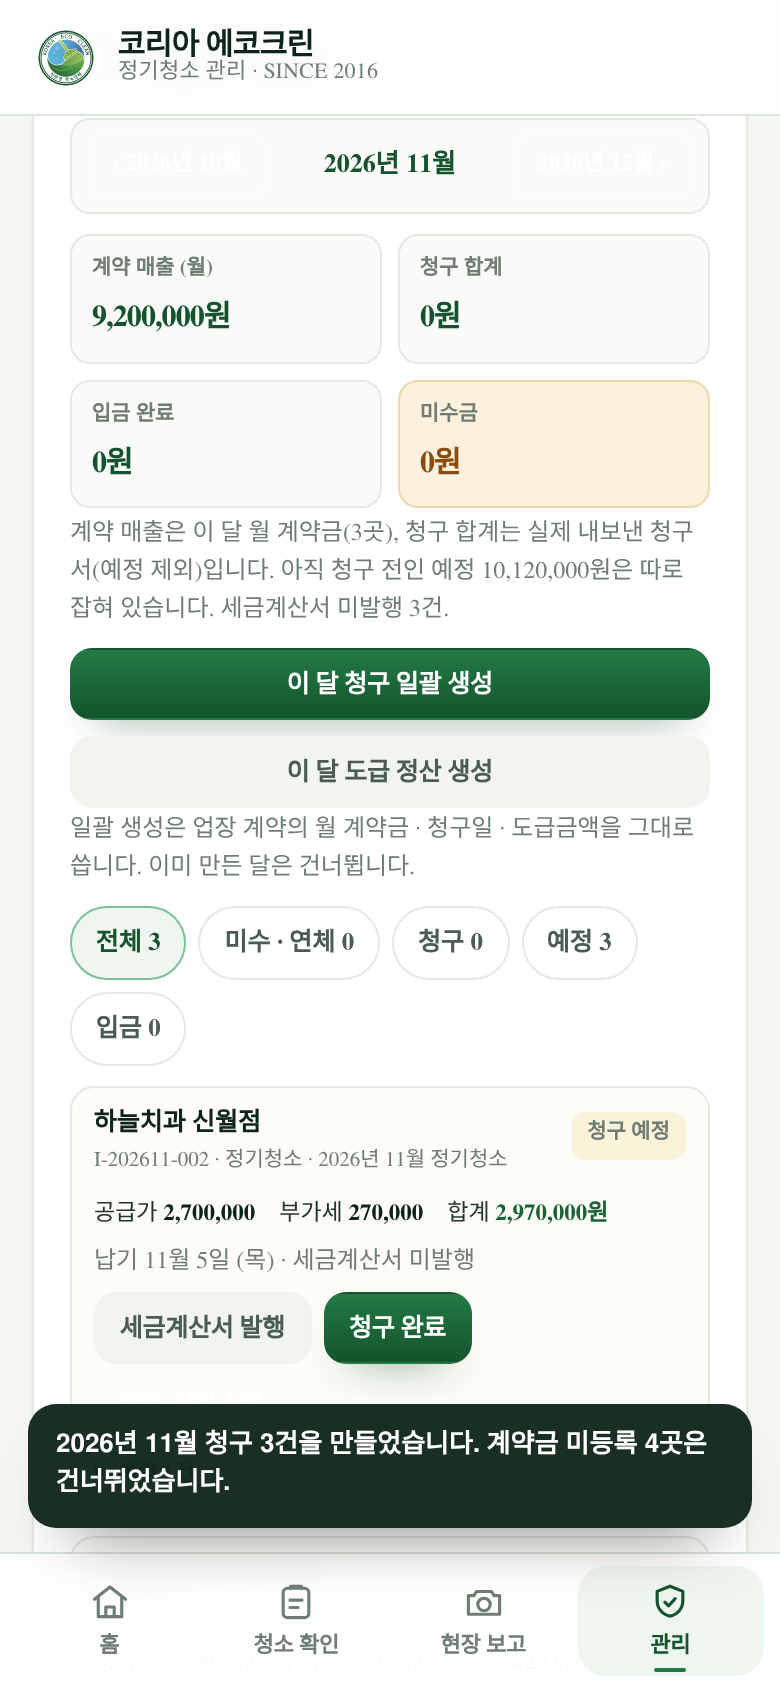 코리아 에코크린
정기청소 관리 · SINCE 2016
‹ 2026년 10월
2026년 11월
2026년 12월 ›
계약 매출 (월)
9,200,000원
청구 합계
0원
입금 완료
0원
미수금
0원
계약 매출은 이 달 월 계약금(3곳), 청구 합계는 실제 내보낸 청구
서(예정 제외)입니다. 아직 청구 전인 예정 10,120,000원은 따로
잡혀 있습니다. 세금계산서 미발행 3건.
이 달 청구 일괄 생성
이 달 도급 정산 생성
일괄 생성은 업장 계약의 월 계약금 · 청구일 · 도급금액을 그대로
씁니다. 이미 만든 달은 건너뜁니다.
전체 3
미수 · 연체 0
청구 0
예정 3
입금 0
하늘치과 신월점
청구 예정
I-202611-002 · 정기청소 · 2026년 11월 정기청소
공급가 2,700,000 부가세 270,000 합계 2,970,000원
납기 11월 5일 (목) · 세금계산서 미발행
세금계산서 발행
청구 완료
2026년 11월 청구 3건을 만들었습니다. 계약금 미등록 4곳은
건너뛰었습니다.
홈
청소 확인
현장 보고
관리